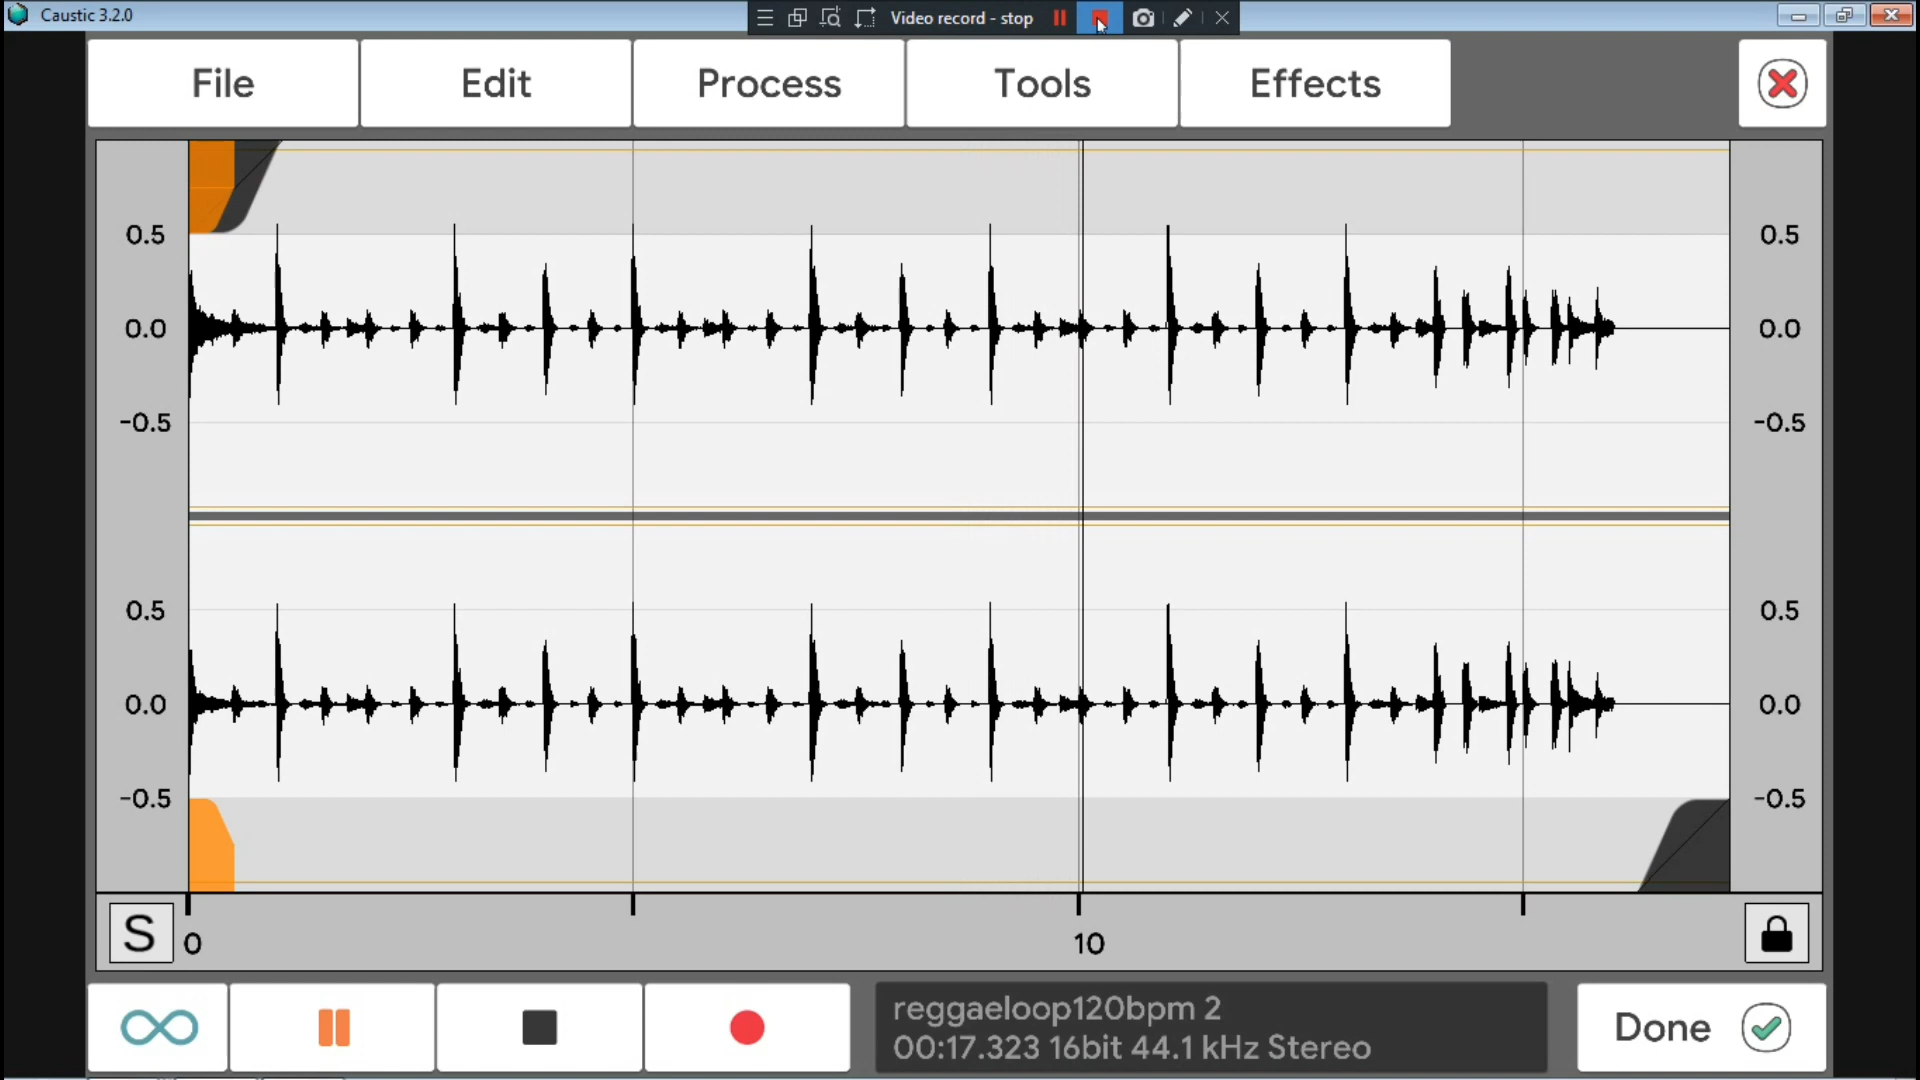 Caustic 3.2.0
Video record - stop
File Edit Process Tools Effects
0.5 0.5
0.0 0.0
-0.5 -0.5
0.5 0.5
0.0 0.0
-0.5 -0.5
S 0 10
reggaeloop120bpm 2
00:17.323 16bit 44.1 kHz Stereo
Done